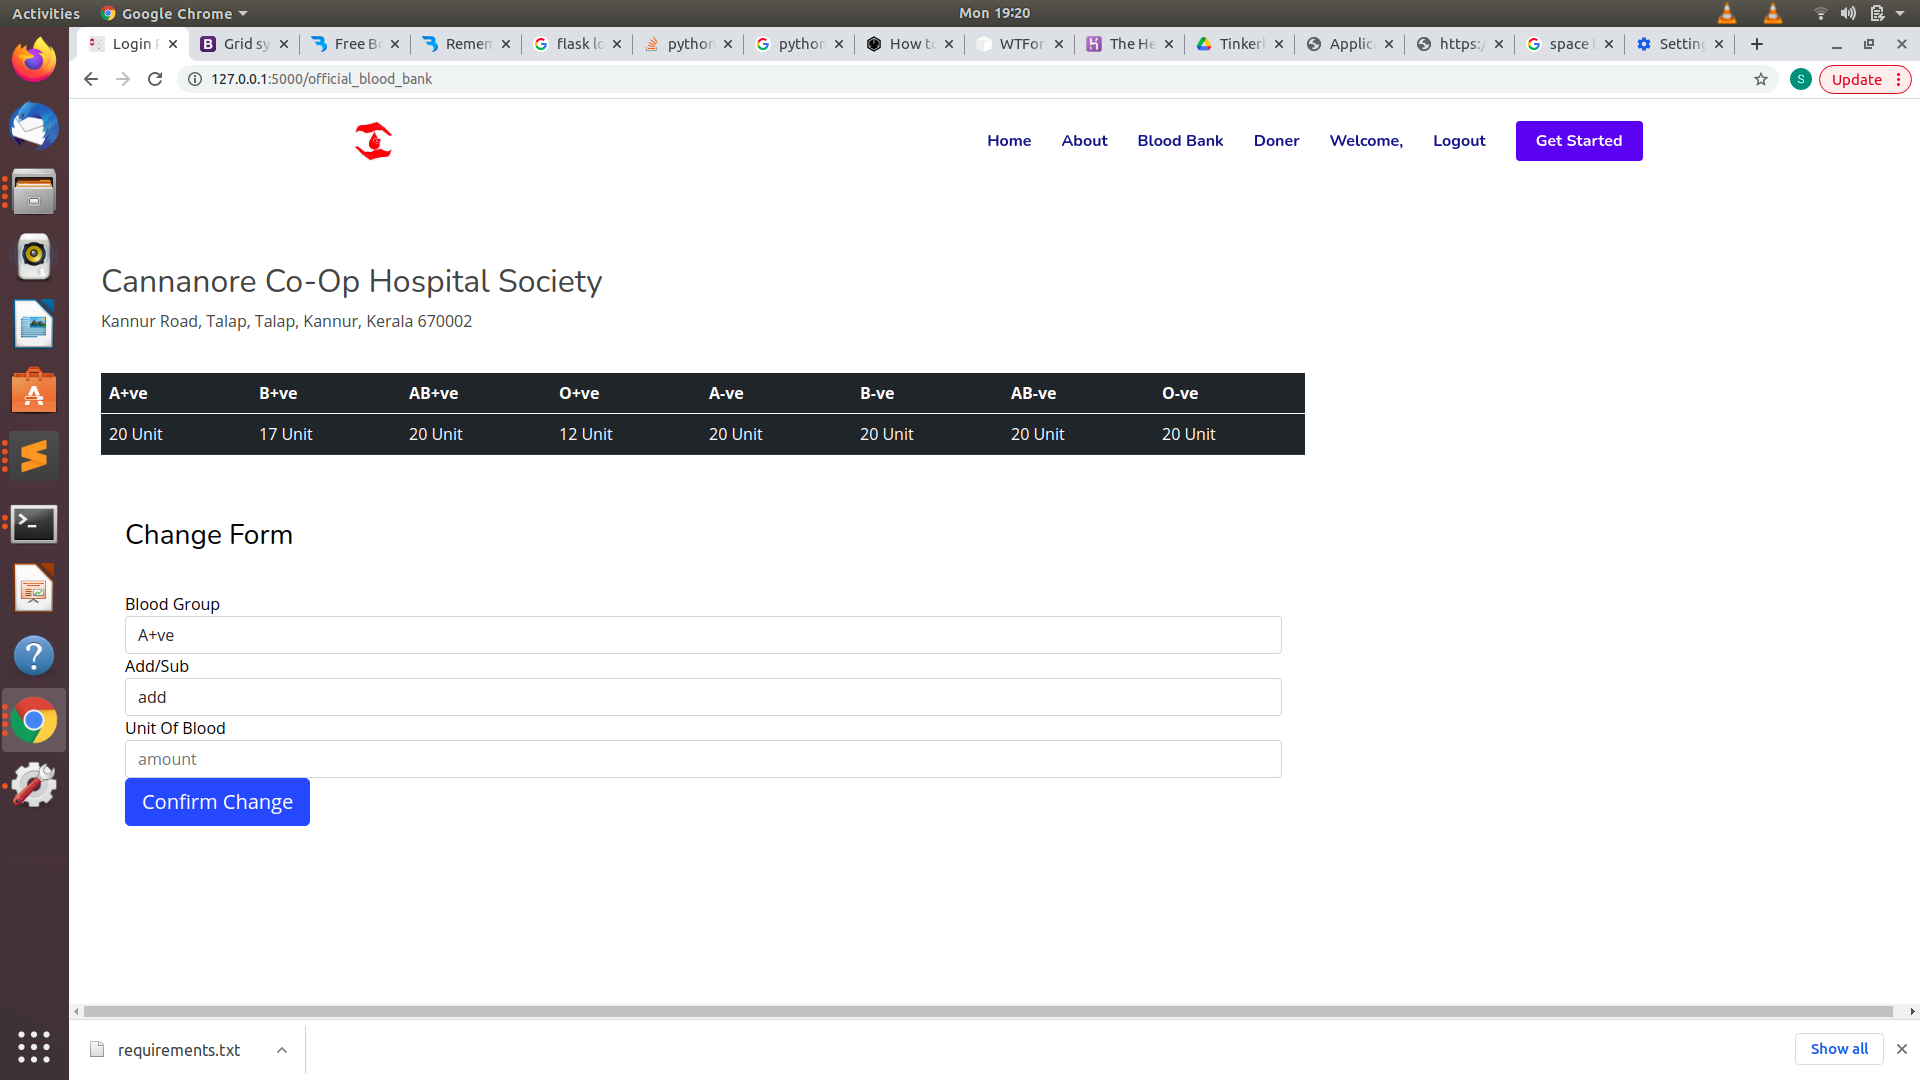 Activities Google Chrome Mon 19:20
Login Grid sy Free B Remen flask lo python python How to WTFor The He Tinker Applic https:/ space Setting
127.0.0.1:5000/official_blood_bank Update
S
Home About Blood Bank Doner Welcome, Logout Get Started
Cannanore Co-Op Hospital Society
Kannur Road, Talap, Talap, Kannur, Kerala 670002
A+ve B+ve AB+ve O+ve A-ve B-ve AB-ve O-ve
20 Unit 17 Unit 20 Unit 12 Unit 20 Unit 20 Unit 20 Unit 20 Unit
Change Form
Blood Group
A+ve
Add/Sub
add
Unit Of Blood
amount
Confirm Change
requirements.txt Show all